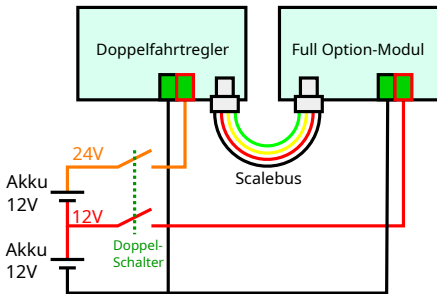 Doppelfahrtregler
Full Option-Modul
24V
Scalebus
Akku
12V
12V
Doppel-
Schalter
Akku
12V